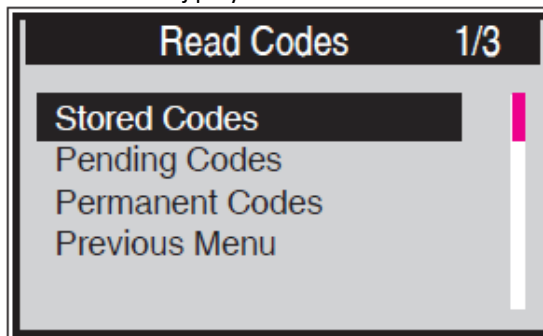 Read Codes 1/3
Stored Codes
Pending Codes
Permanent Codes
Previous Menu